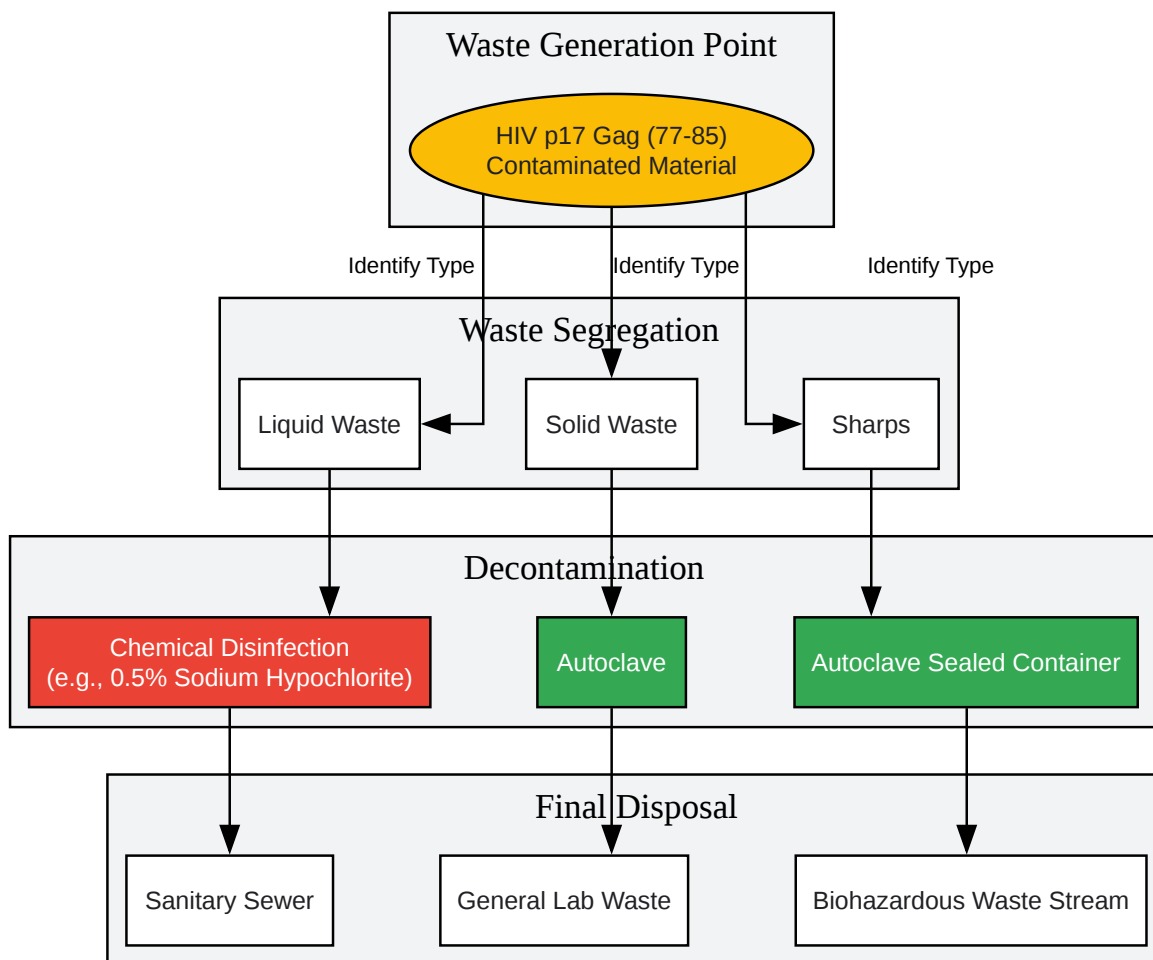 Waste Generation Point
HIV p17 Gag (77-85)
Contaminated Material
Identify Type
Identify Type
Identify Type
Waste Segregation
Liquid Waste
Solid Waste
Sharps
Decontamination
Chemical Disinfection
(e.g., 0.5% Sodium Hypochlorite)
Autoclave
Autoclave Sealed Container
Final Disposal
Sanitary Sewer
General Lab Waste
Biohazardous Waste Stream